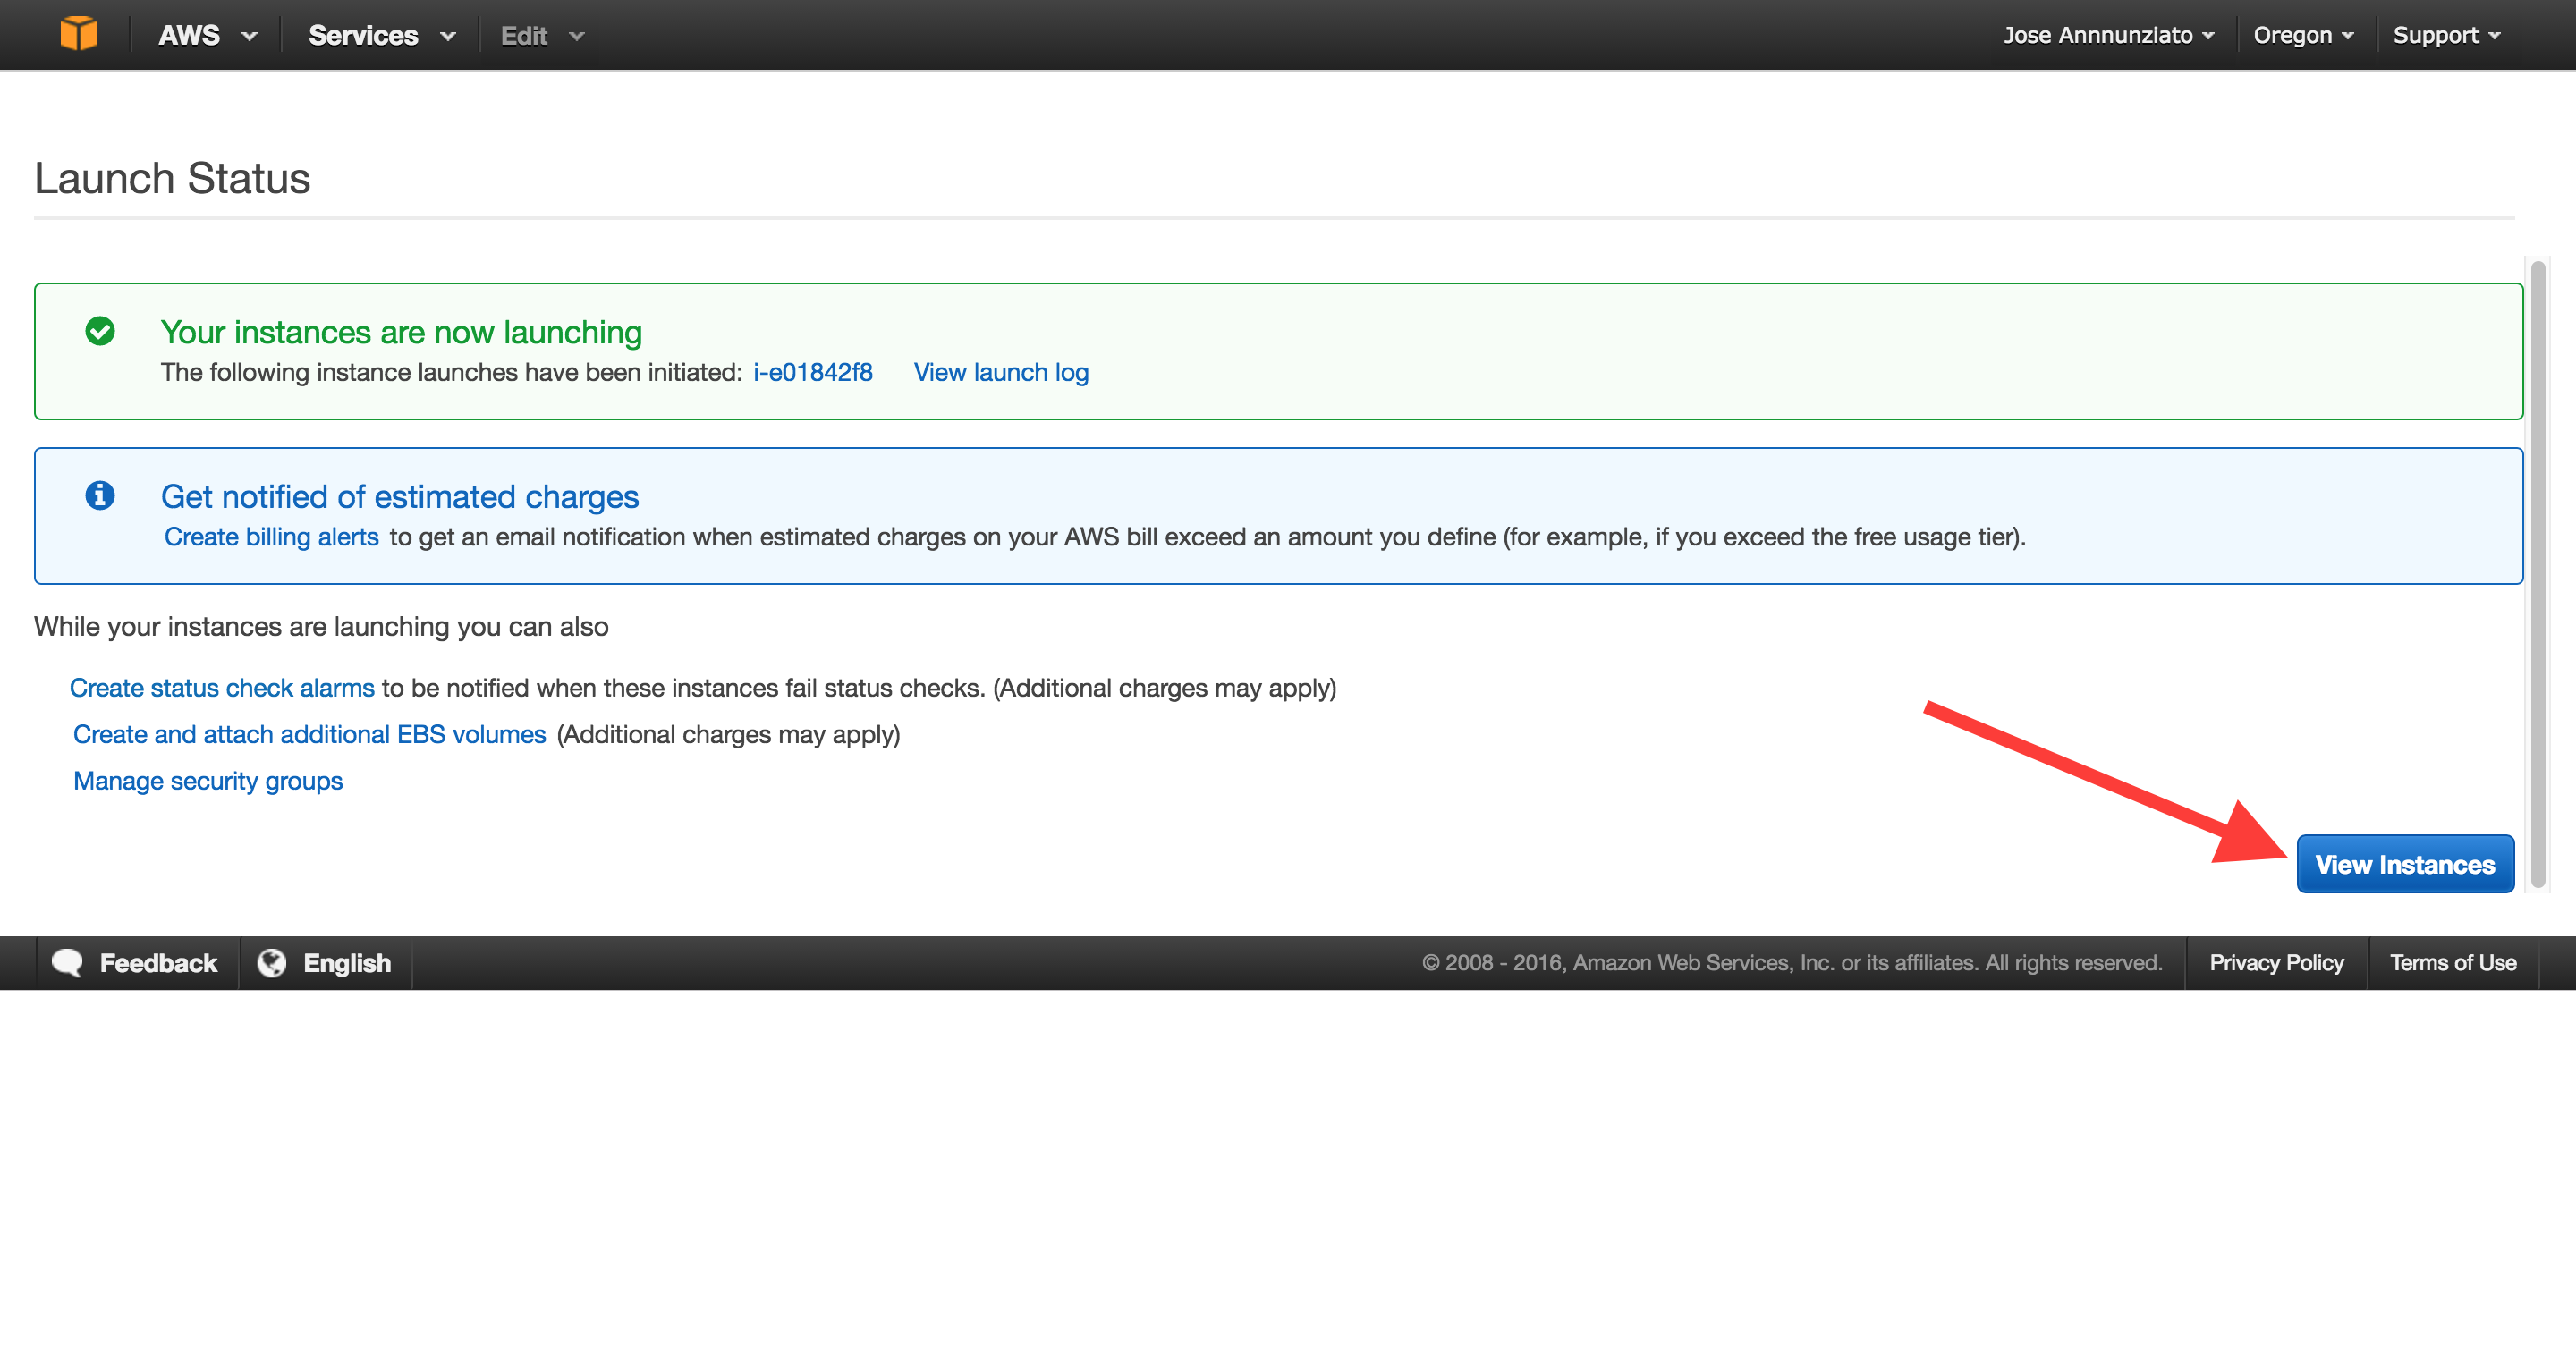 AWS Services Edit Jose Annnunziato Oregon Support
Launch Status
Your instances are now launching
The following instance launches have been initiated: i-e01842f8 View launch log
Get notified of estimated charges
Create billing alerts to get an email notification when estimated charges on your AWS bill exceed an amount you define (for example, if you exceed the free usage tier).
While your instances are launching you can also
Create status check alarms to be notified when these instances fail status checks. (Additional charges may apply)
Create and attach additional EBS volumes (Additional charges may apply)
Manage security groups
View Instances
Feedback English © 2008 - 2016, Amazon Web Services, Inc. or its affiliates. All rights reserved. Privacy Policy Terms of Use